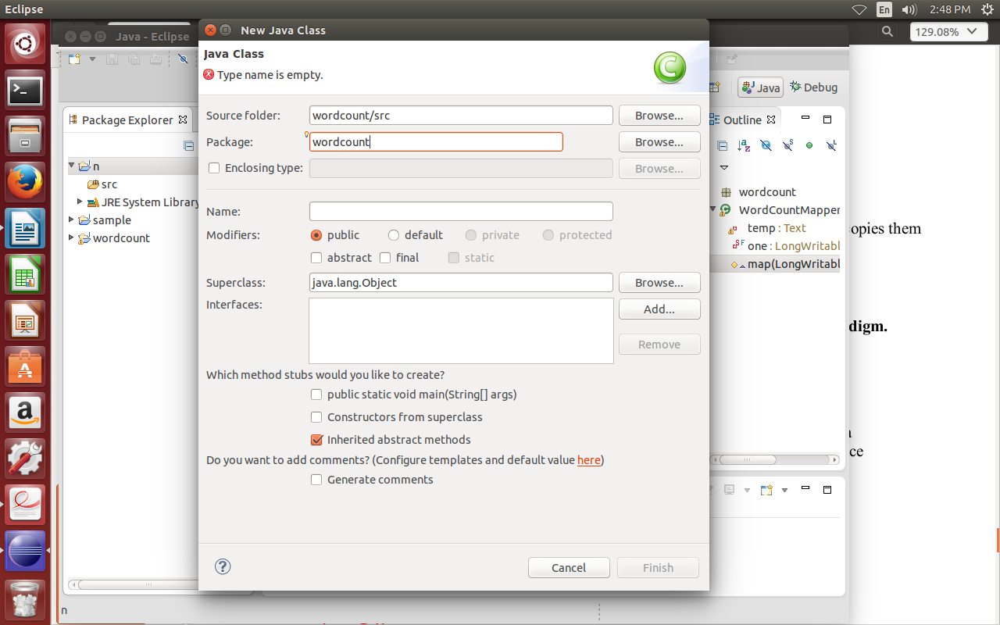 Eclipse
En
2:48 PM
Java - Eclipse
New Java Class
129.08%
Java Class
Type name is empty.
Java
Debug
Package Explorer
Source folder:
wordcount/src
Browse...
Outline
Package:
wordcount
Browse...
Enclosing type:
Browse...
n
src
JRE System Library
sample
wordcount
Name:
Modifiers:
public
default
private
protected
abstract
final
static
Superclass:
java.lang.Object
Browse...
Interfaces:
Add...
Remove
Which method stubs would you like to create?
public static void main(String[] args)
Constructors from superclass
Inherited abstract methods
Do you want to add comments? (Configure templates and default value here)
Generate comments
Cancel
Finish
wordcount
WordCountMapper
temp : Text
one : LongWritabl
map(LongWritabl
opies them
digm.
ce
n